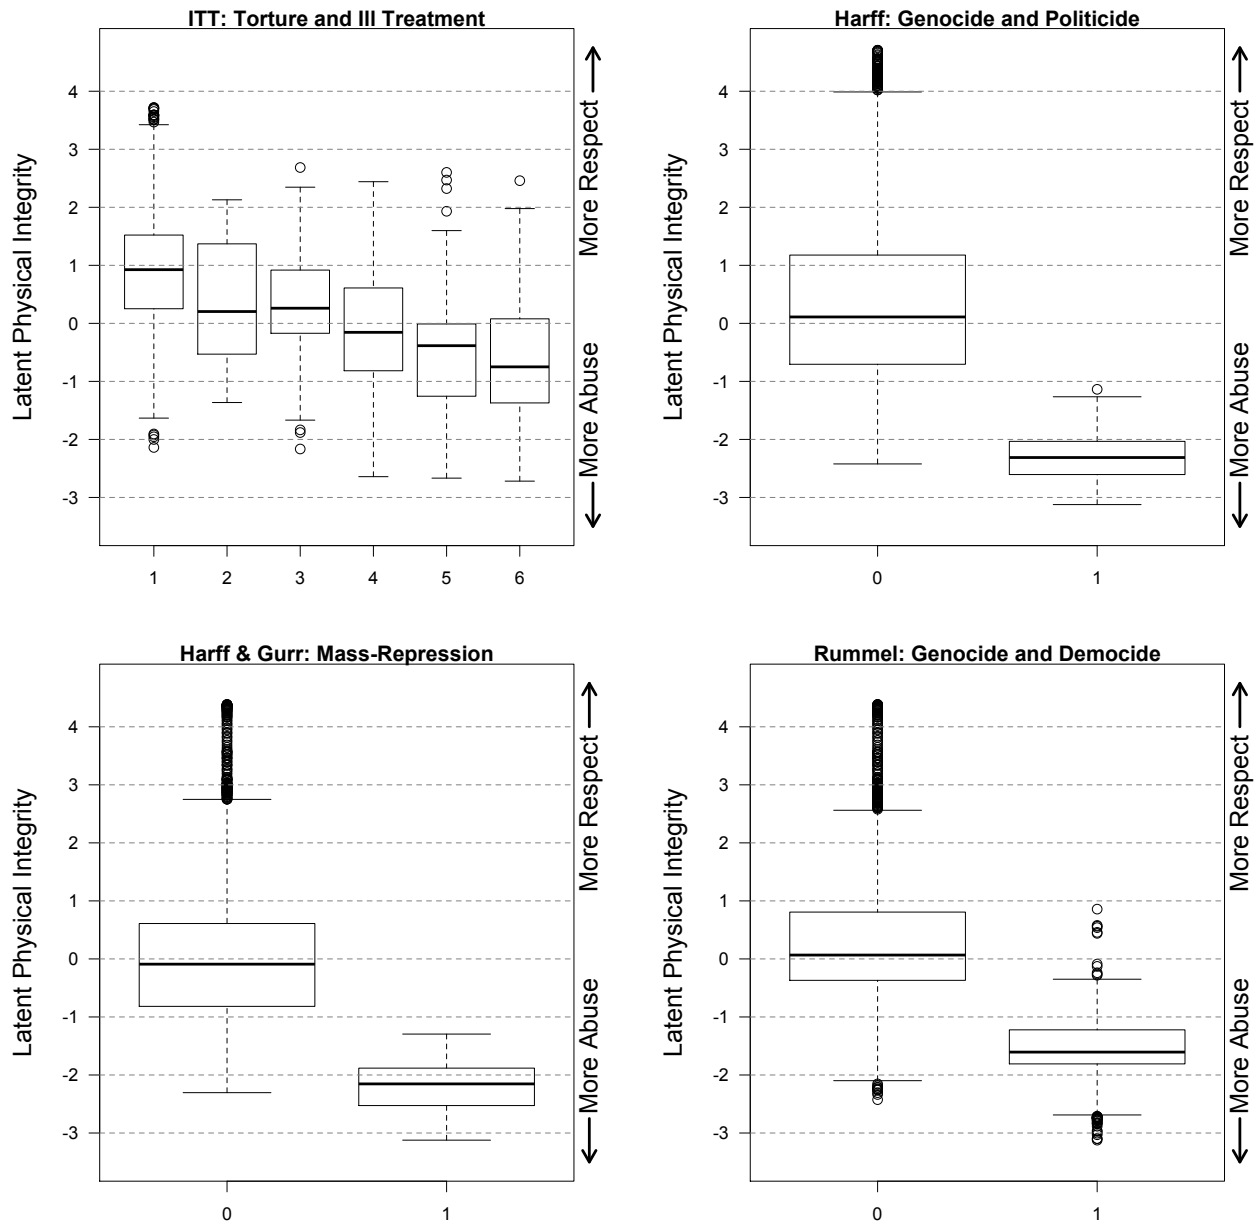 ITT: Torture and Ill Treatment
Latent Physical Integrity
4
3
2
1
0
-1
-2
-3
1 2 3 4 5 6
More Abuse
More Respect
Harff: Genocide and Politicide
Latent Physical Integrity
4
3
2
1
0
-1
-2
-3
0 1
More Abuse
More Respect
Harff & Gurr: Mass-Repression
Latent Physical Integrity
4
3
2
1
0
-1
-2
-3
0 1
More Abuse
More Respect
Rummel: Genocide and Democide
Latent Physical Integrity
4
3
2
1
0
-1
-2
-3
0 1
More Abuse
More Respect